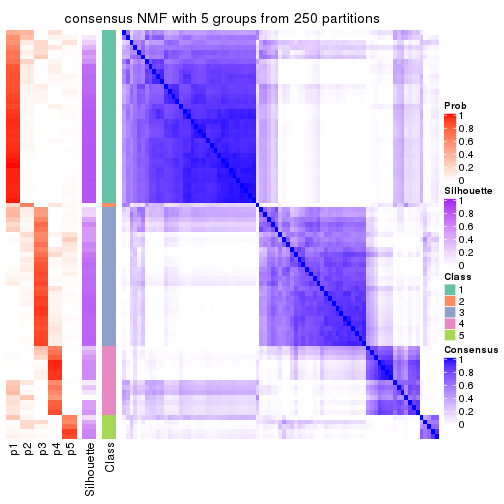 consensus NMF with 5 groups from 250 partitions
Prob
1
0.8
0.6
0.4
0.2
0
Silhouette
1
0.8
0.6
0.4
0.2
0
Class
1
2
3
4
5
Consensus
1
0.8
0.6
0.4
0.2
0
p1
p2
p3
p4
p5
Silhouette
Class